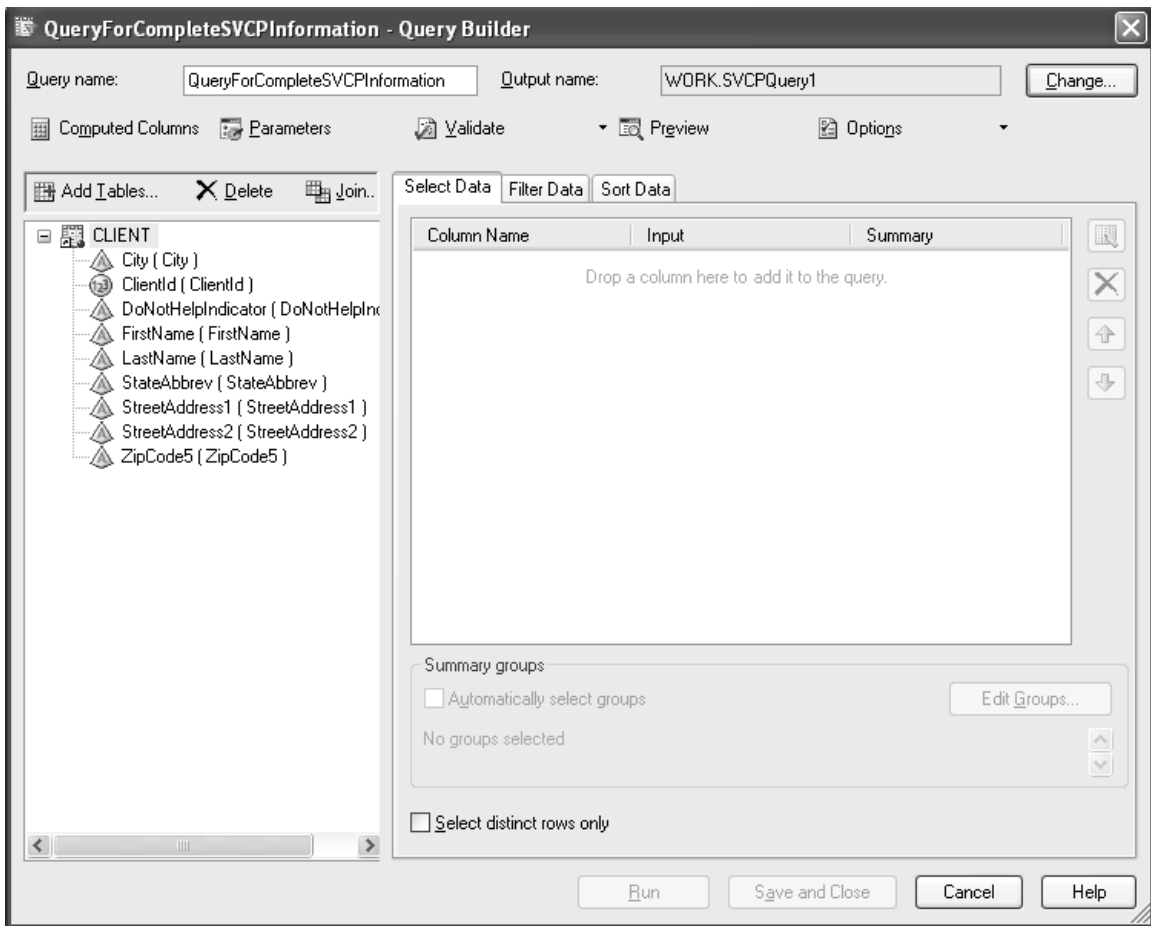 QueryForCompleteSVCPInformation - Query Builder
Query name: QueryForCompleteSVCPInformation Output name: WORK.SVCPQuery1 Change...
Computed Columns Parameters Validate Preview Options
Add Tables... Delete Join..
Select Data Filter Data Sort Data
CLIENT
City ( City )
ClientId ( ClientId )
DoNotHelpIndicator ( DoNotHelpInd
FirstName ( FirstName )
LastName ( LastName )
StateAbbrev ( StateAbbrev )
StreetAddress1 ( StreetAddress1 )
StreetAddress2 ( StreetAddress2 )
ZipCode5 ( ZipCode5 )
Column Name Input Summary
Drop a column here to add it to the query.
Summary groups
Automatically select groups Edit Groups...
No groups selected
Select distinct rows only
Run Save and Close Cancel Help